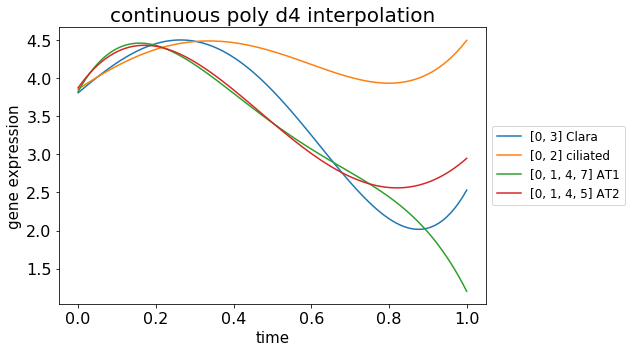 continuous poly d4 interpolation
gene expression
4.5
4.0
3.5
3.0
2.5
2.0
1.5
0.0 0.2 0.4 0.6 0.8 1.0
time
[0, 3] Clara
[0, 2] ciliated
[0, 1, 4, 7] AT1
[0, 1, 4, 5] AT2